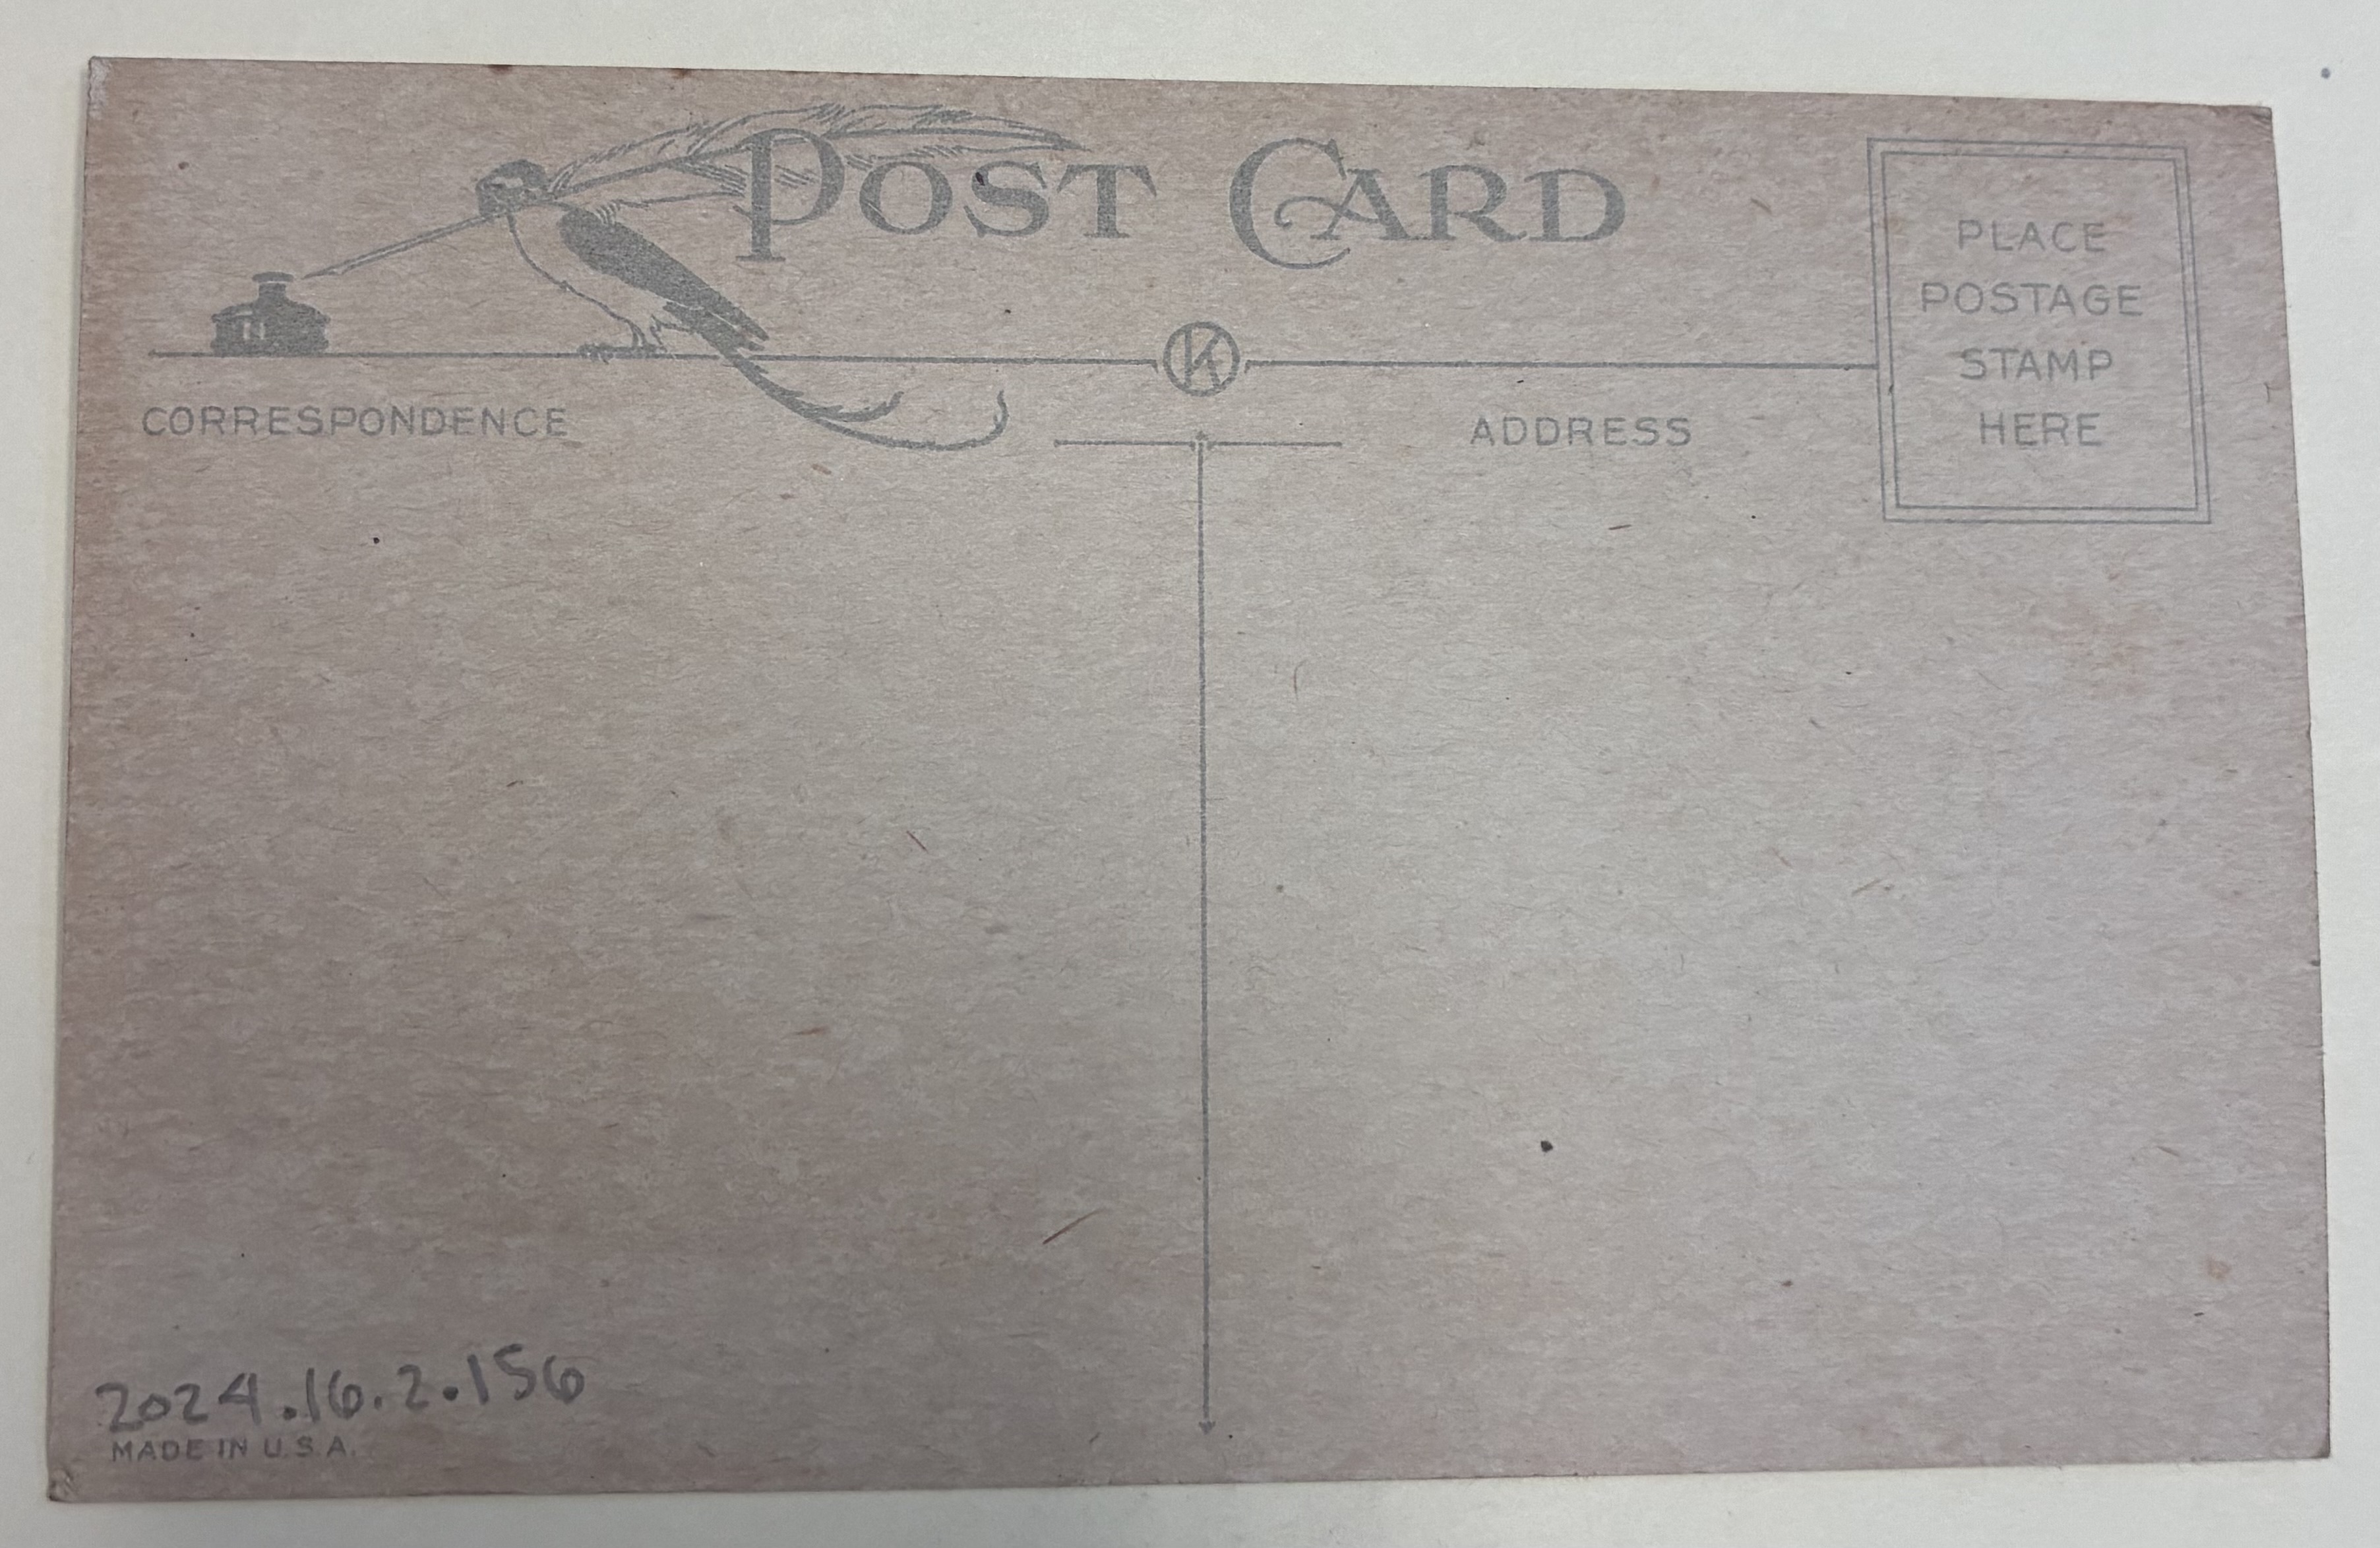 POST CARD
K
CORRESPONDENCE
ADDRESS
PLACE
POSTAGE
STAMP
HERE
2024.16.2.156
MADE IN U.S.A.